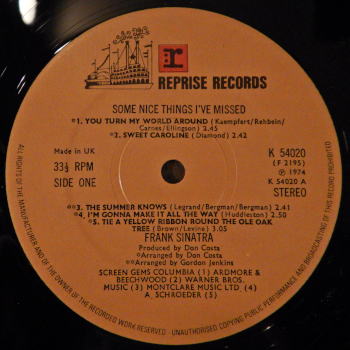 r:
REPRISE RECORDS
SOME NICE THINGS I'VE MISSED
*1. YOU TURN MY WORLD AROUND (Kaempfert/Rehbein/
Carnes/Ellingson) 2.45
*2. SWEET CAROLINE (Diamond) 2.42
Made in UK
33⅓ RPM
SIDE ONE
K 54020
(F 2195)
℗ 1974
K 54020 A
STEREO
**3. THE SUMMER KNOWS (Legrand/Bergman/Bergman) 2.41
*4. I'M GONNA MAKE IT ALL THE WAY (Huddleston) 2.50
*5. TIE A YELLOW RIBBON ROUND THE OLE OAK
TREE (Brown/Levine) 3.05
FRANK SINATRA
Produced by Don Costa
*Arranged by Don Costa
**Arranged by Gordon Jenkins
SCREEN GEMS COLUMBIA (1) ARDMORE &
BEECHWOOD (2) WARNER BROS.
MUSIC (3) MONTCLARE MUSIC LTD. (4)
A. SCHROEDER (5)
ALL RIGHTS OF THE MANUFACTURER AND OF THE OWNER OF THE RECORDED WORK RESERVED - UNAUTHORISED COPYING PUBLIC PERFORMANCE AND BROADCASTING OF THIS RECORD PROHIBITED